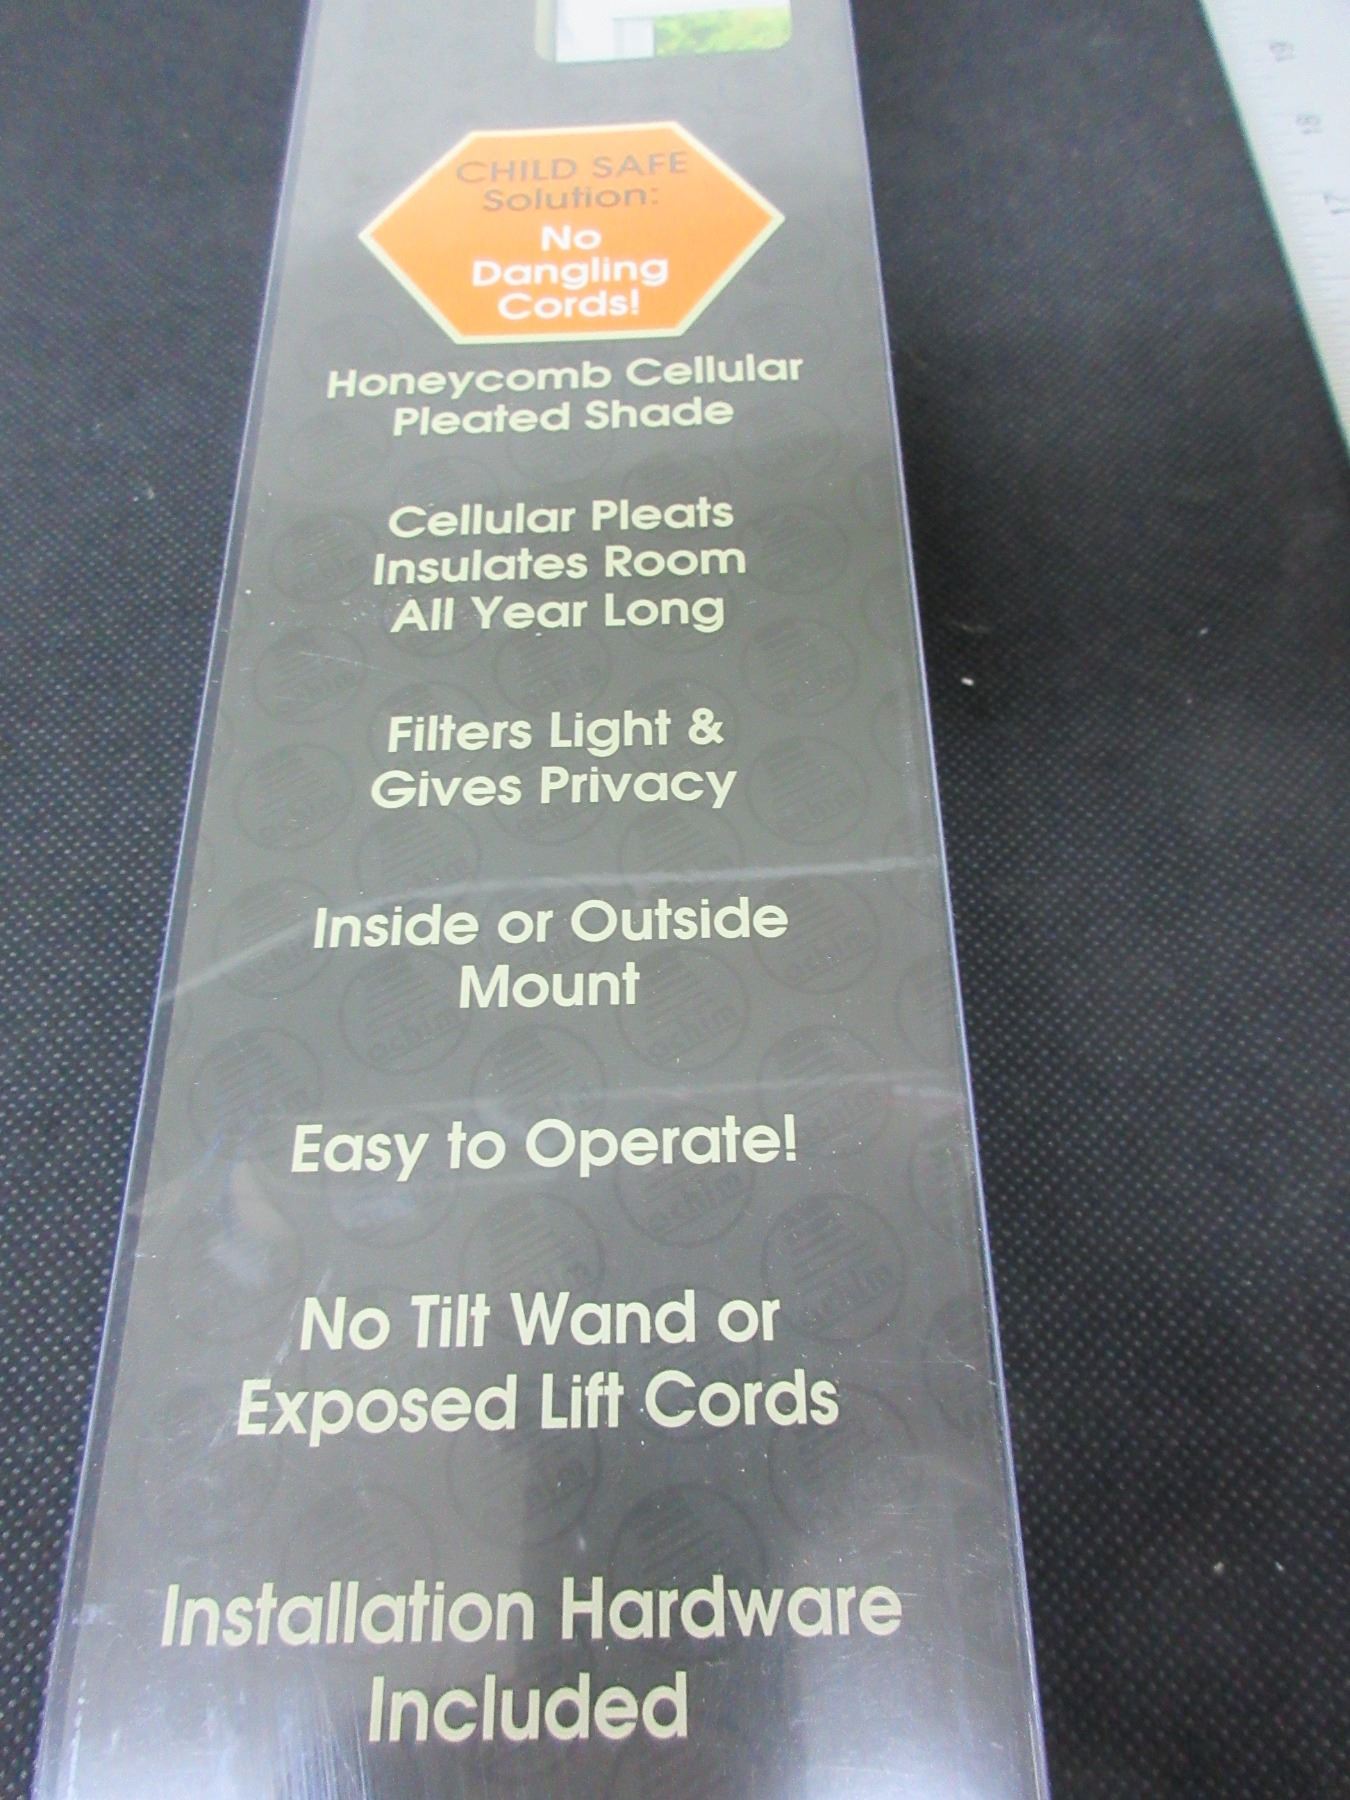 CHILD SAFE
Solution:
No
Dangling
Cords!
Honeycomb Cellular
Pleated Shade
Cellular Pleats
Insulates Room
All Year Long
Filters Light &
Gives Privacy
Inside or Outside
Mount
Easy to Operate!
No Tilt Wand or
Exposed Lift Cords
Installation Hardware
Included
achim